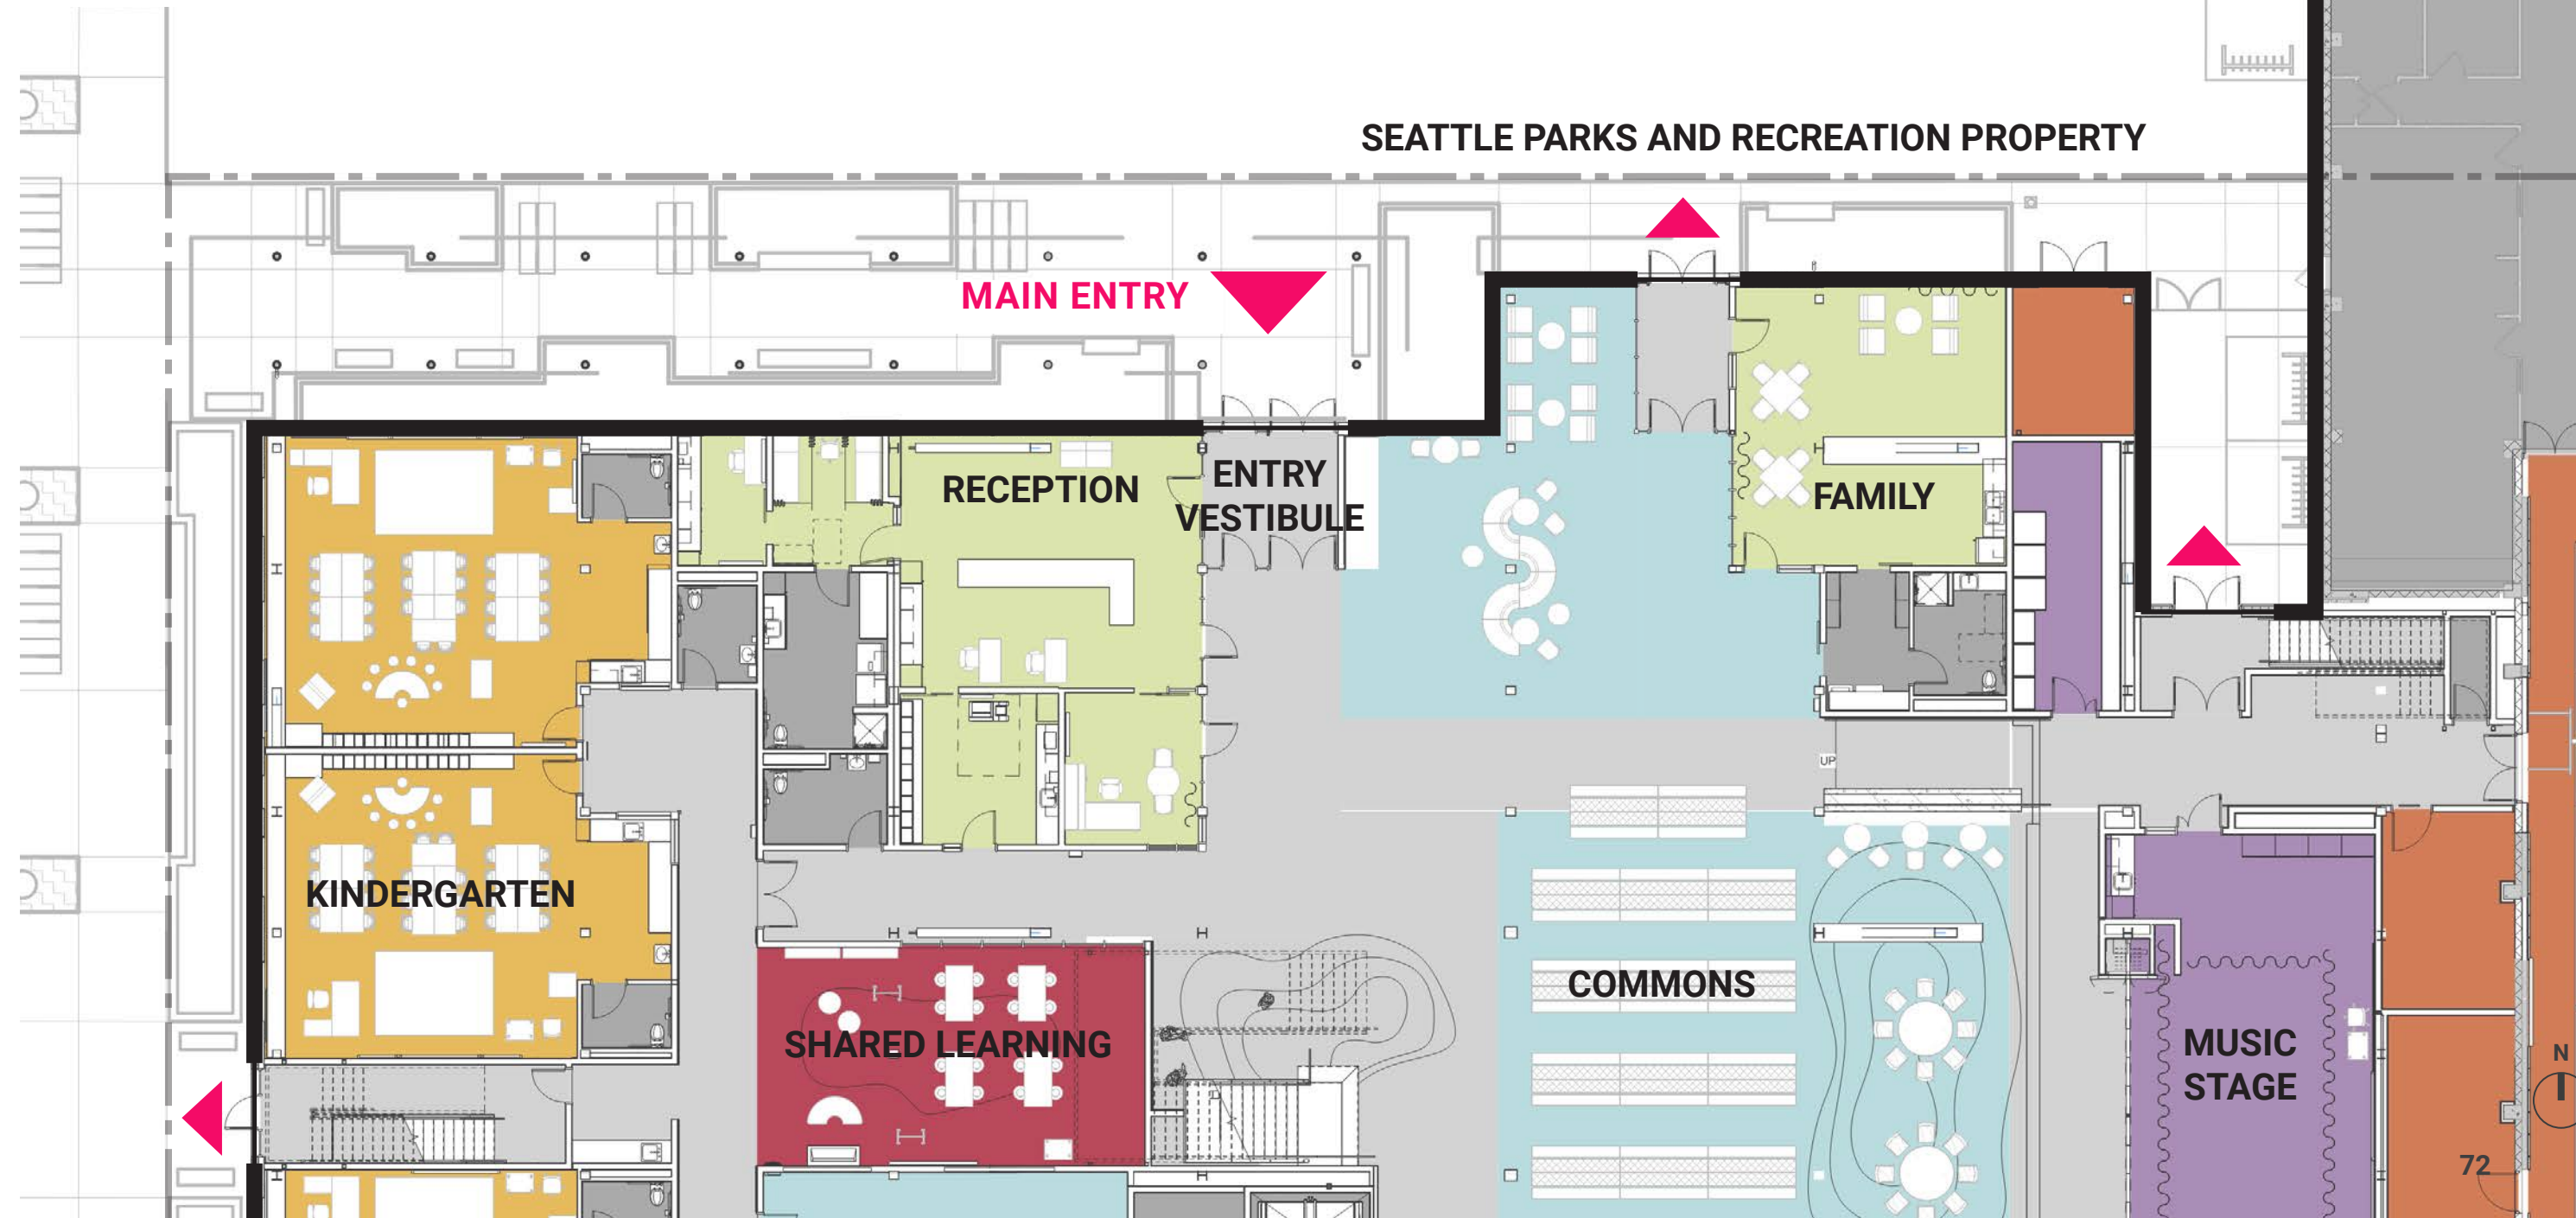 SEATTLE PARKS AND RECREATION PROPERTY
MAIN ENTRY
RECEPTION
ENTRY
VESTIBULE
FAMILY
UP
KINDERGARTEN
SHARED LEARNING
COMMONS
MUSIC
STAGE
N
72